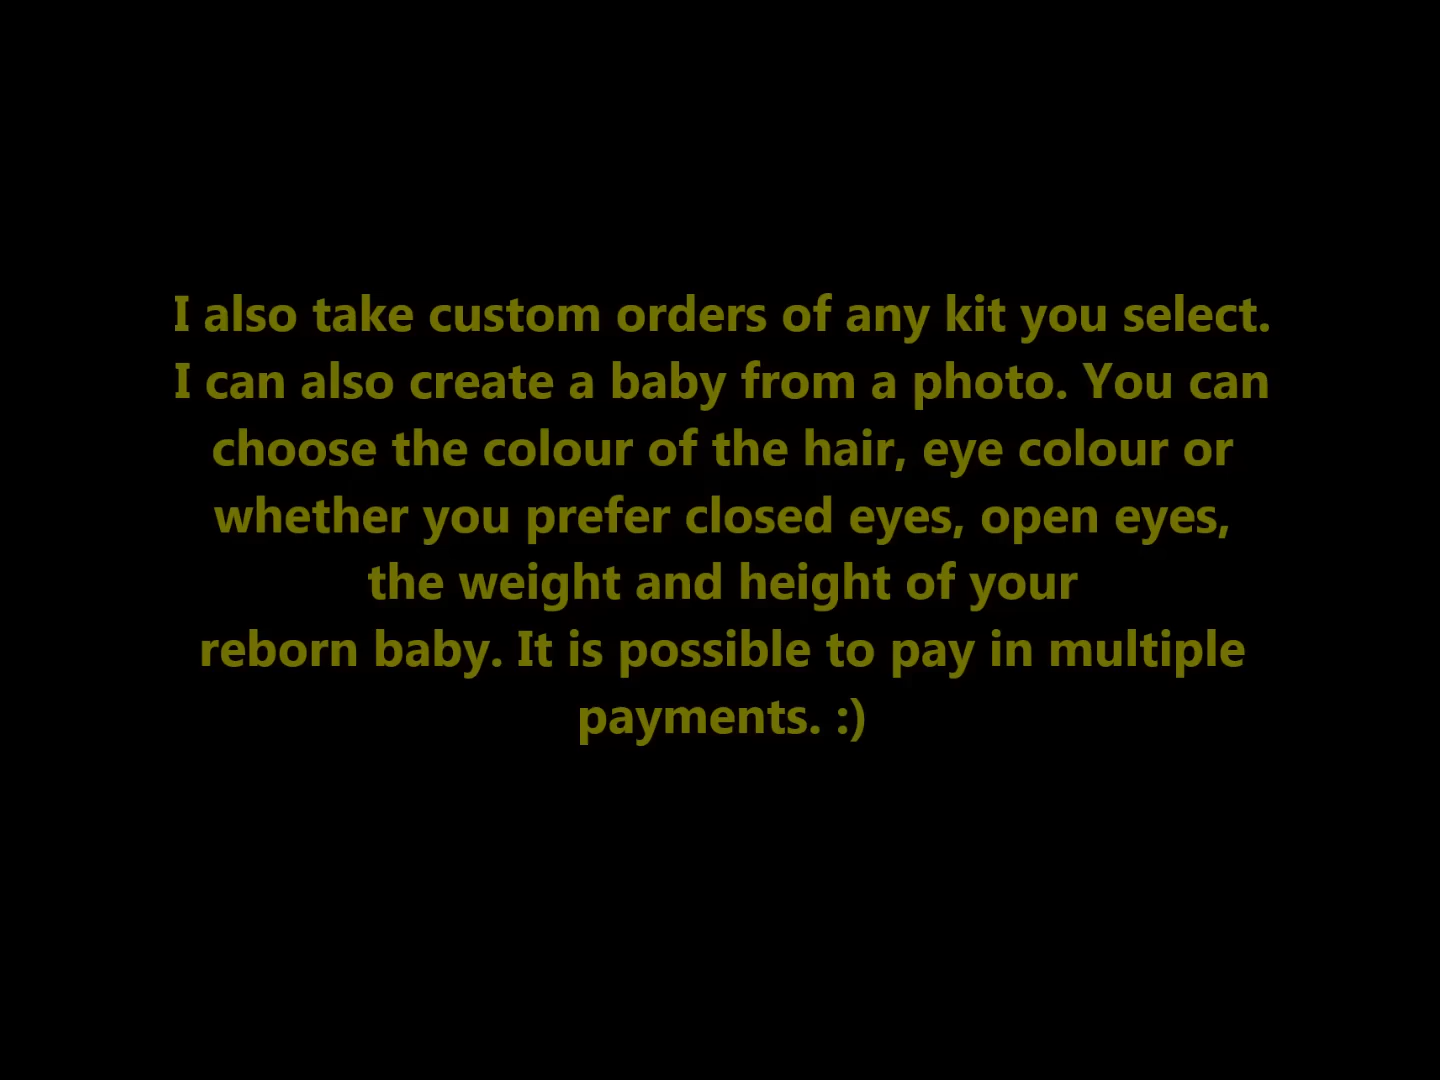 I also take custom orders of any kit you select.
I can also create a baby from a photo. You can
choose the colour of the hair, eye colour or
whether you prefer closed eyes, open eyes,
the weight and height of your
reborn baby. It is possible to pay in multiple
payments. :)